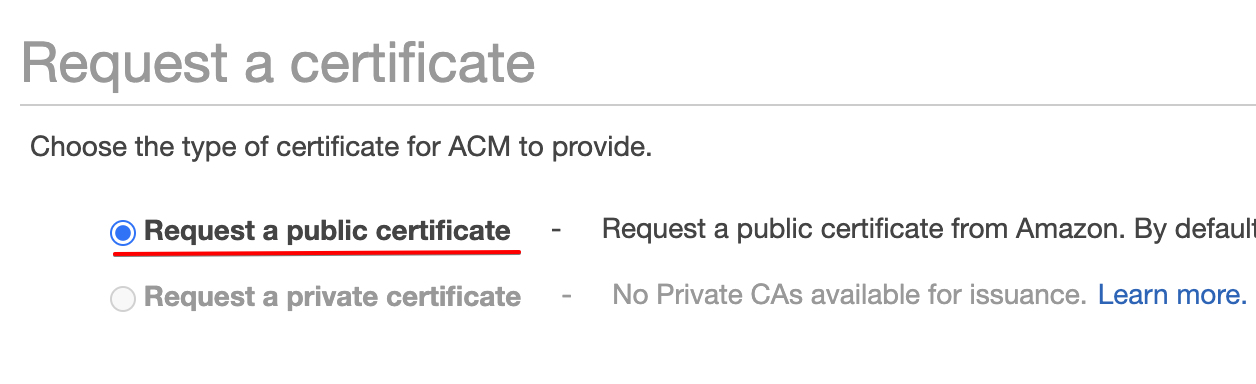 Request a certificate
Choose the type of certificate for ACM to provide.
Request a public certificate - Request a public certificate from Amazon. By default
Request a private certificate - No Private CAs available for issuance. Learn more.